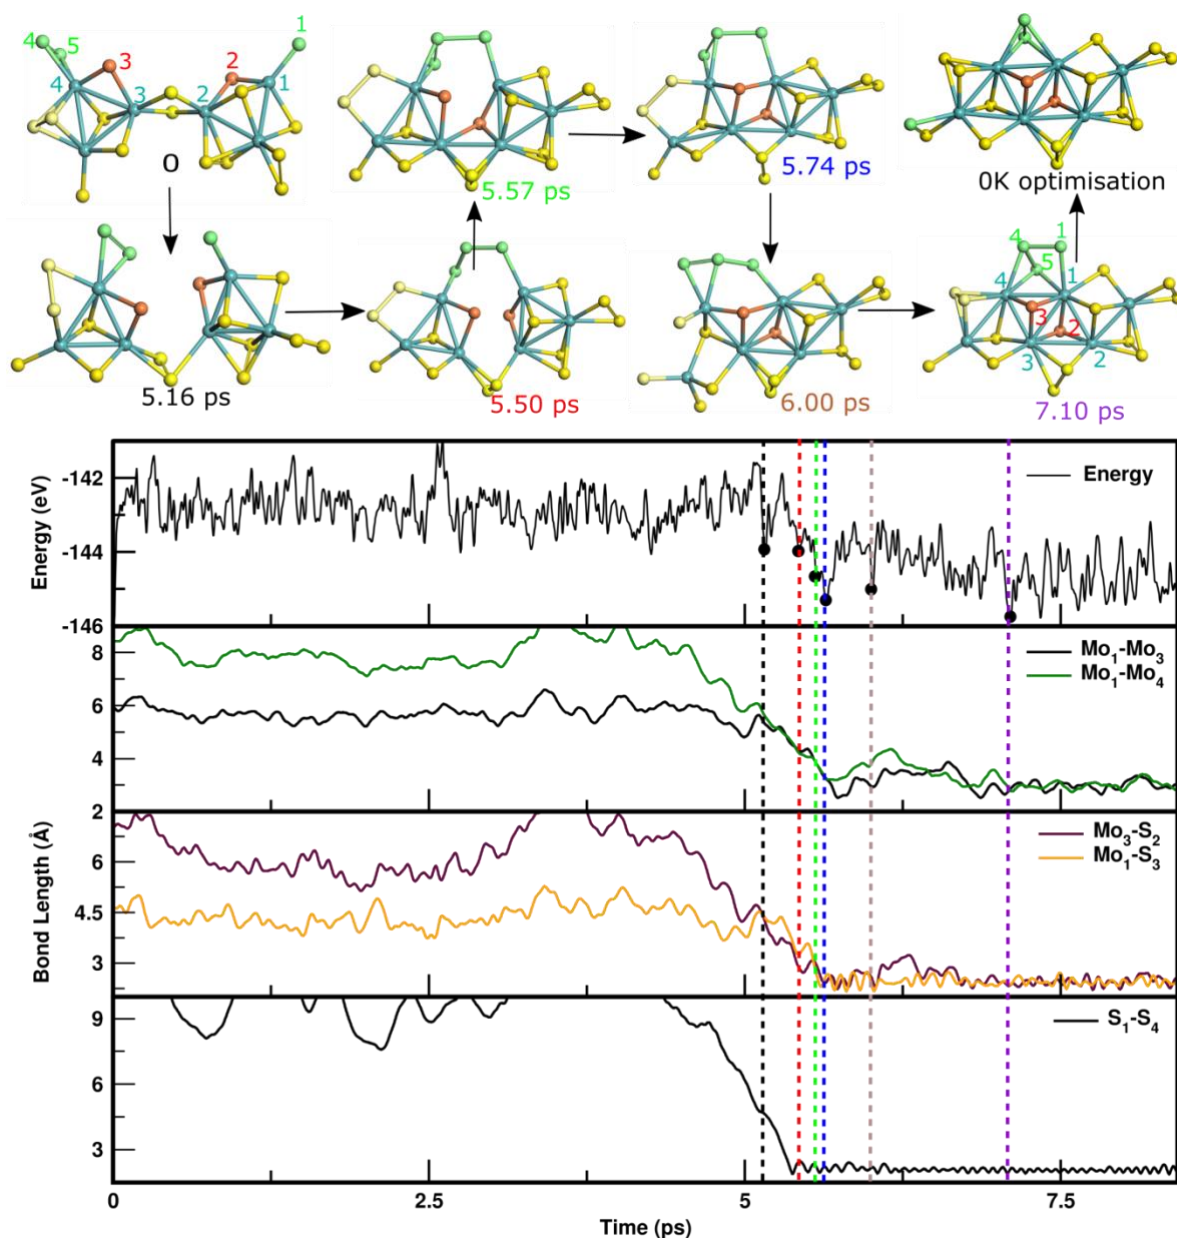 1
4
5
3
2
4
3
2
1
0
5.57 ps
5.74 ps
0K optimisation
5.16 ps
5.50 ps
6.00 ps
4
1
5
4
1
3
2
3
2
7.10 ps
Energy
-142
-144
-146
Energy (eV)
Mo1-Mo3
Mo1-Mo4
8
6
4
2
Mo3-S2
Mo1-S3
6
4.5
3
Bond Length (Å)
S1-S4
9
6
3
0
2.5
5
7.5
Time (ps)